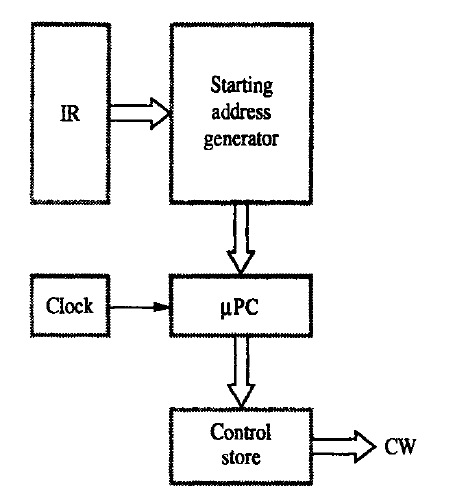 IR
Starting
address
generator
Clock
μPC
Control
store
CW